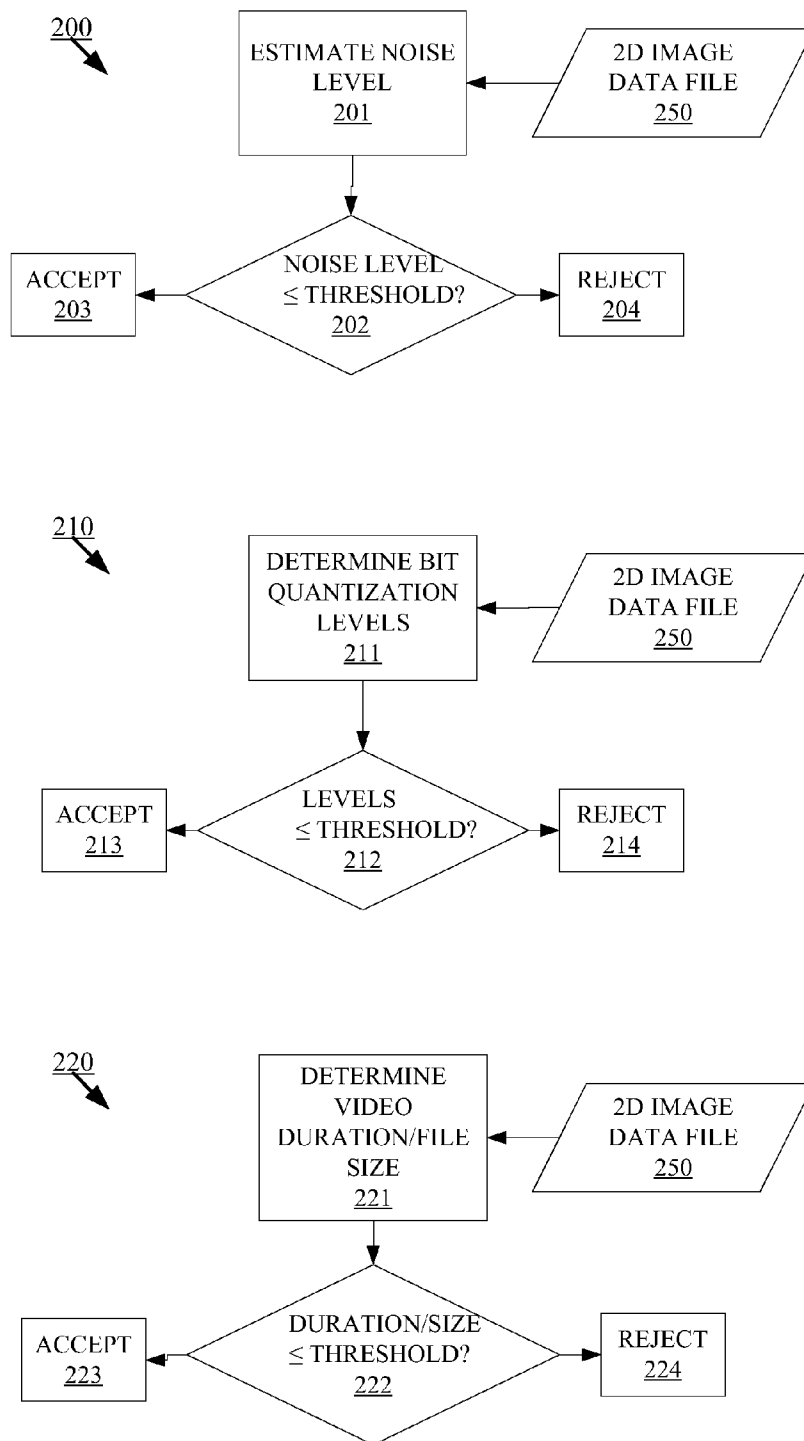 200
ESTIMATE NOISE
LEVEL
201
2D IMAGE
DATA FILE
250
NOISE LEVEL
≤ THRESHOLD?
202
ACCEPT
203
REJECT
204
210
DETERMINE BIT
QUANTIZATION
LEVELS
211
2D IMAGE
DATA FILE
250
LEVELS
≤ THRESHOLD?
212
ACCEPT
213
REJECT
214
220
DETERMINE
VIDEO
DURATION/FILE
SIZE
221
2D IMAGE
DATA FILE
250
DURATION/SIZE
≤ THRESHOLD?
222
ACCEPT
223
REJECT
224